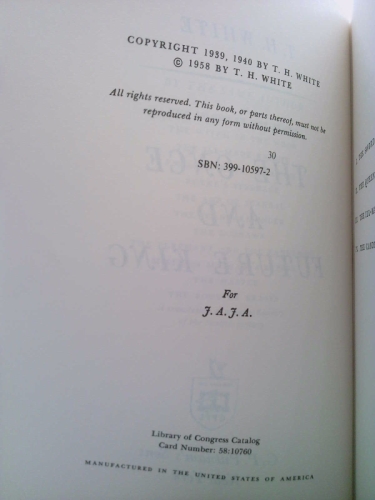 COPYRIGHT 1939, 1940 BY T. H. WHITE
© 1958 BY T. H. WHITE
All rights reserved. This book, or parts thereof, must not be
reproduced in any form without permission.
30
SBN: 399-10597-2
For
J. A. J. A.
Library of Congress Catalog
Card Number: 58:10760
MANUFACTURED IN THE UNITED STATES OF AMERICA